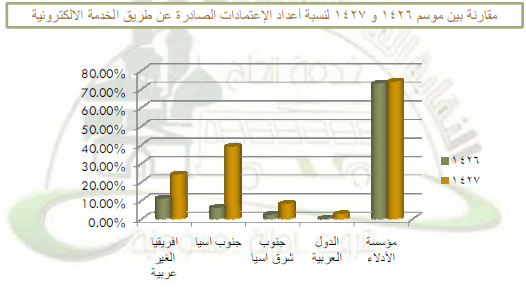 مقارنة بين موسم ١٤٢٦ و ١٤٢٧ لنسبة أعداد الإعتمادات الصادرة عن طريق الخدمة الالكترونية
80.00%
70.00%
60.00%
50.00%
40.00%
30.00%
20.00%
10.00%
0.00%
١٤٢٦
١٤٢٧
مؤسسة
الأدلاء
الدول
العربية
جنوب
شرق اسيا
جنوب اسيا
افريقيا
الغير
عربية